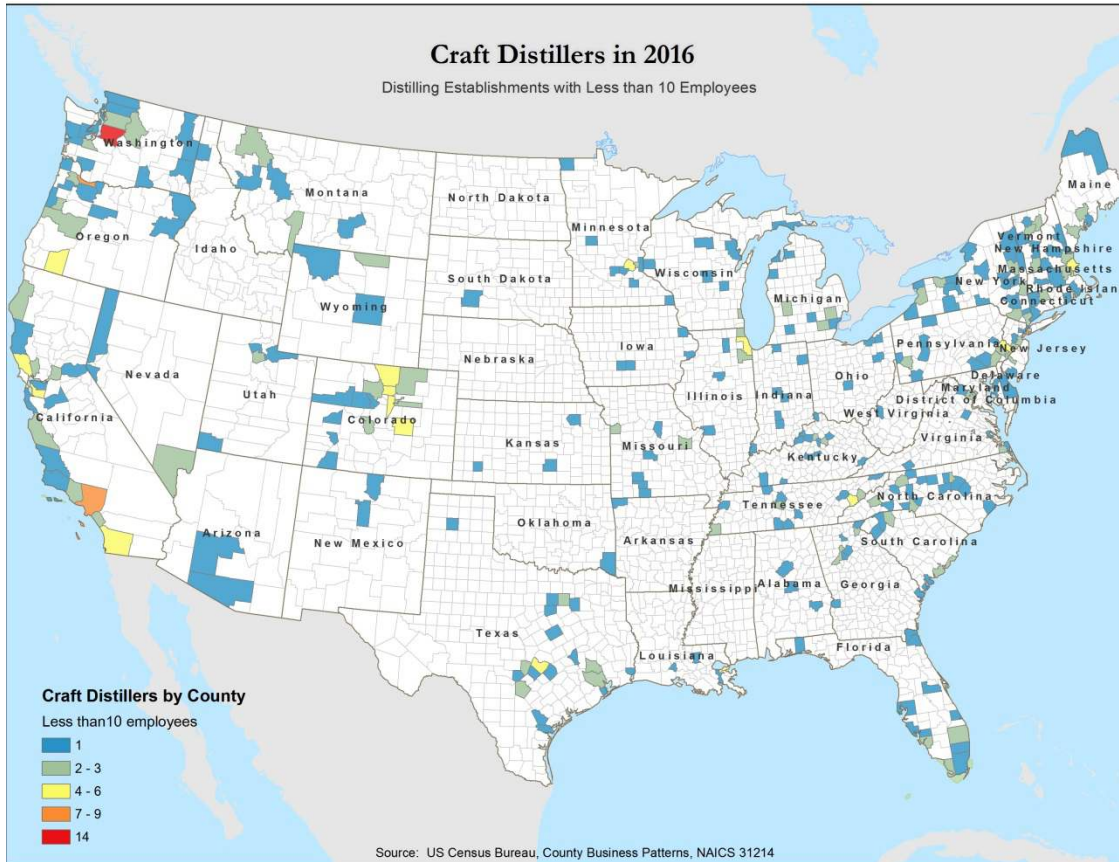 Craft Distillers in 2016
Distilling Establishments with Less than 10 Employees
Washington
Montana
North Dakota
Minnesota
Maine
Oregon
Idaho
South Dakota
Wisconsin
Vermont
New Hampshire
Massachusetts
New York
Rhode Islan
Connecticut
Wyoming
Michigan
Iowa
Nebraska
Pennsylvania
New Jersey
Nevada
Utah
Colorado
Illinois
Indiana
Ohio
Delaware
Maryland
District of Columbia
West Virginia
California
Kansas
Missouri
Kentucky
Virginia
Arizona
New Mexico
Oklahoma
Arkansas
Tennessee
North Carolina
South Carolina
Mississippi
Alabama
Georgia
Texas
Louisiana
Florida
Craft Distillers by County
Less than10 employees
1
2 - 3
4 - 6
7 - 9
14
Source: US Census Bureau, County Business Patterns, NAICS 31214